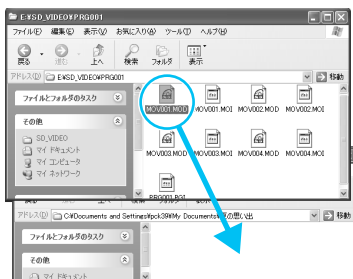 E:¥SD_VIDEO¥PRG001
ファイル(F) 編集(E) 表示(V) お気に入り(A) ツール(T) ヘルプ(H)
戻る 進む 上へ 検索 フォルダ 表示
アドレス(D) E:¥SD_VIDEO¥PRG001 移動
ファイルとフォルダのタスク
その他
SD_VIDEO
マイ ドキュメント
マイ コンピュータ
マイ ネットワーク
MOV001.MOD MOV001.MOI MOV002.MOD MOV002.MOI
MOV003.MOD MOV003.MOI MOV004.MOD MOV004.MOI
PRG001.PGI
アドレス(D) C:¥Documents and Settings¥pck39¥My Documents¥夏の思い出 移動
ファイルとフォルダのタスク
その他
マイ ドキュメント